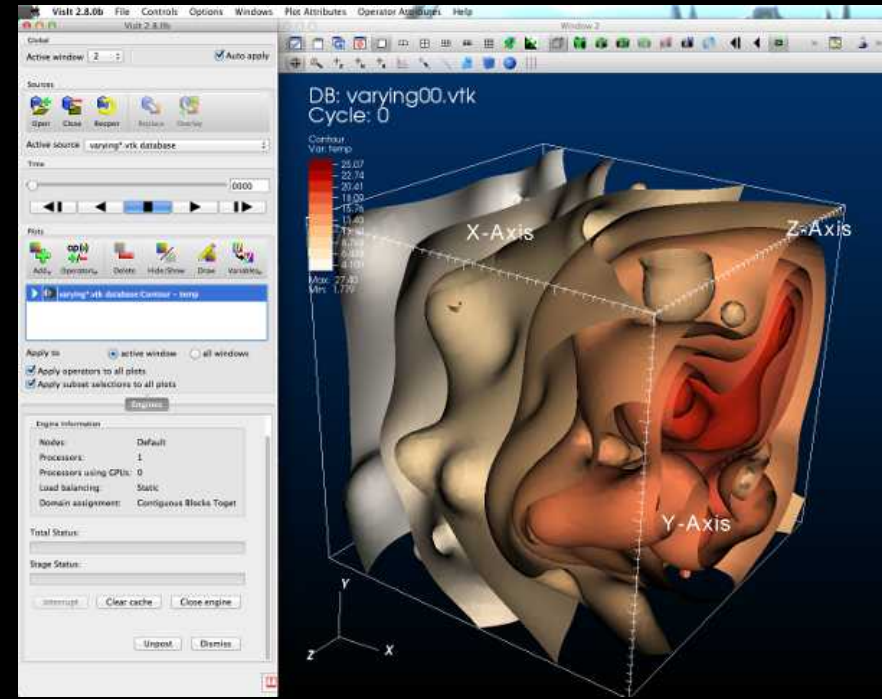 VisIt 2.8.0b File Controls Options Windows Plot Attributes Operator Attributes Help
VisIt 2.8.0b
Global
Active window 2
Auto apply
Sources
Open Close Reopen Replace Overlay
Active source varying*.vtk database
Time
0000
Plots
Add Operators Delete Hide/Show Draw Variables
varying*.vtk database:Contour - temp
Apply to active window all windows
Apply operators to all plots
Apply subset selections to all plots
Engines
Engine Information
Nodes: Default
Processors: 1
Processors using GPUs: 0
Load balancing: Static
Domain assignment: Contiguous Blocks Toget
Total Status:
Stage Status:
Interrupt Clear cache Close engine
Unpost Dismiss
Window 2
DB: varying00.vtk
Cycle: 0
Contour
Var: temp
25.07
22.74
20.41
18.09
15.76
Max: 27.40
Min: 1.779
X-Axis
Z-Axis
Y-Axis
Y
Z
X